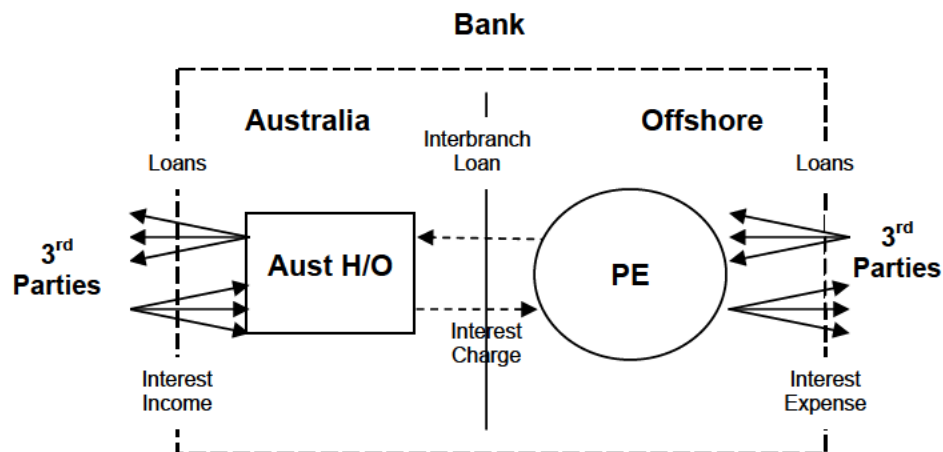 Bank
Australia
Offshore
Interbranch
Loan
Loans
Loans
3rd
Parties
Aust H/O
PE
3rd
Parties
Interest
Charge
Interest
Income
Interest
Expense